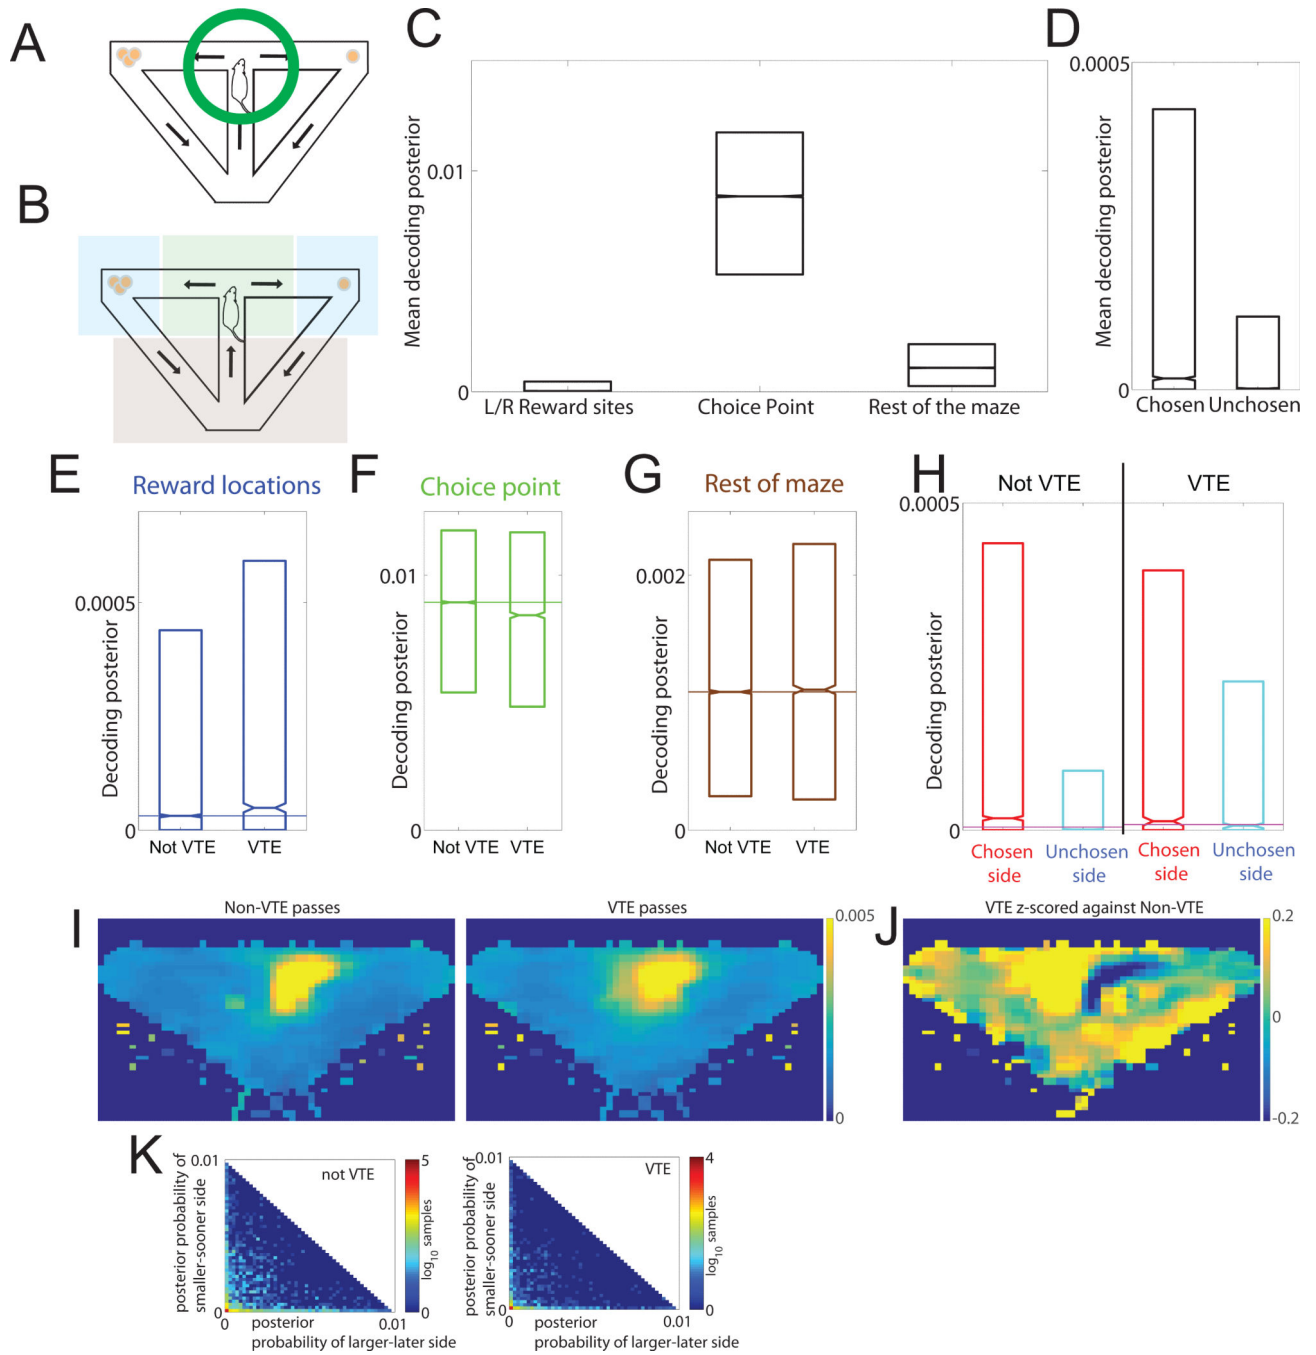 A
B
C
Mean decoding posterior
0.01
0
L/R Reward sites
Choice Point
Rest of the maze
D
Mean decoding posterior
0.0005
0
Chosen
Unchosen
E
Reward locations
Decoding posterior
0.0005
0
Not VTE
VTE
F
Choice point
Decoding posterior
0.01
0
Not VTE
VTE
G
Rest of maze
Decoding posterior
0.002
0
Not VTE
VTE
H
Not VTE
VTE
Decoding posterior
0.0005
0
Chosen
side
Unchosen
side
Chosen
side
Unchosen
side
I
Non-VTE passes
VTE passes
0.005
0
J
VTE z-scored against Non-VTE
0.2
0
-0.2
K
posterior probability of
smaller-sooner side
0.01
0
not VTE
5
log10 samples
0
0
0.01
posterior
probability of larger-later side
posterior probability of
smaller-sooner side
0.01
0
VTE
4
log10 samples
0
0
0.01
posterior
probability of larger-later side